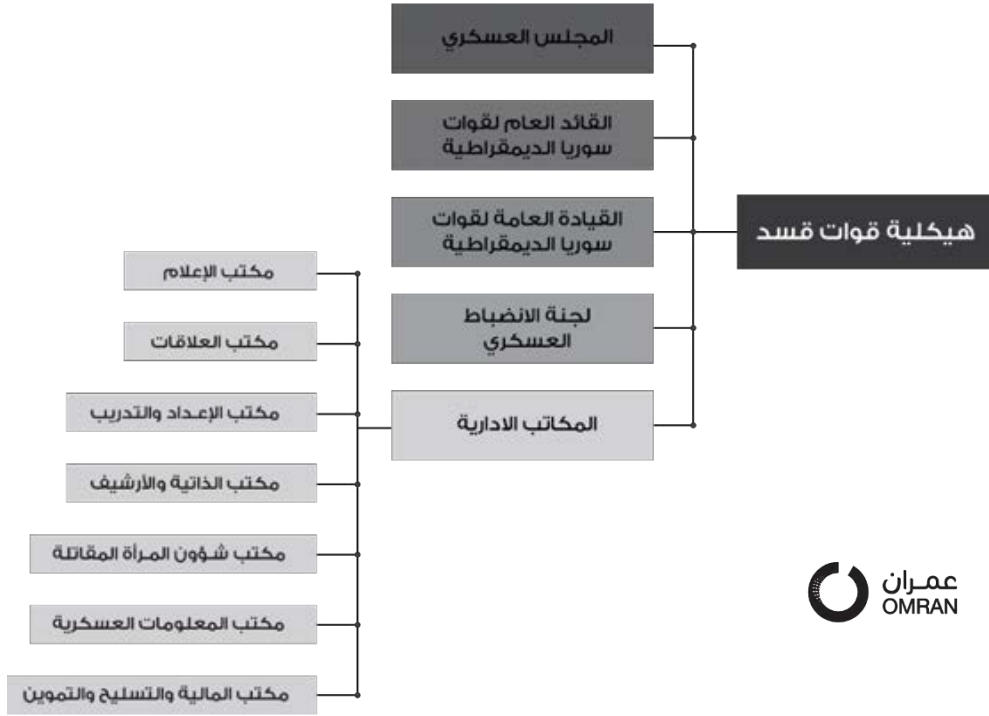 هيكلية قوات قسد
المجلس العسكري
القائد العام لقوات
سوريا الديمقراطية
القيادة العامة لقوات
سوريا الديمقراطية
لجنة الانضباط
العسكري
المكاتب الادارية
مكتب الإعلام
مكتب العلاقات
مكتب الإعداد والتدريب
مكتب الذاتية والأرشيف
مكتب شؤون المرأة المقاتلة
مكتب المعلومات العسكرية
مكتب المالية والتسليح والتموين
عمران
OMRAN